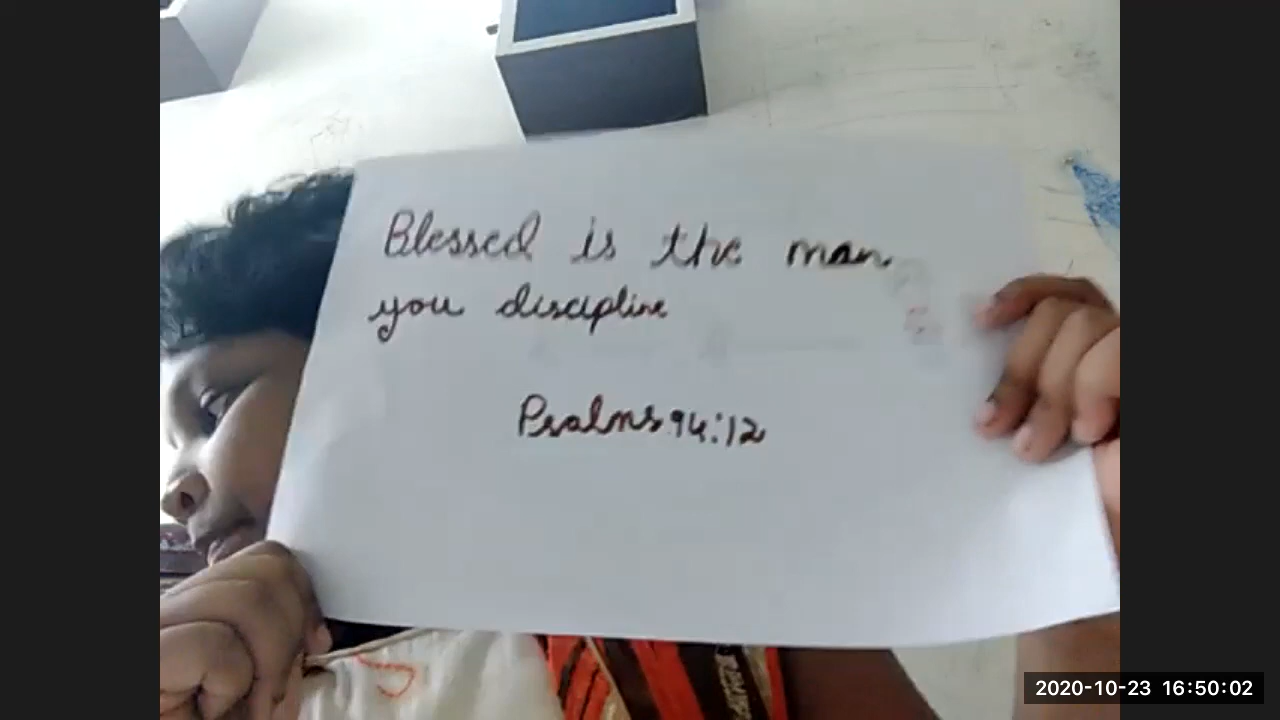 Blessed is the man
you discipline
Psalms 94:12
2020-10-23 16:50:02